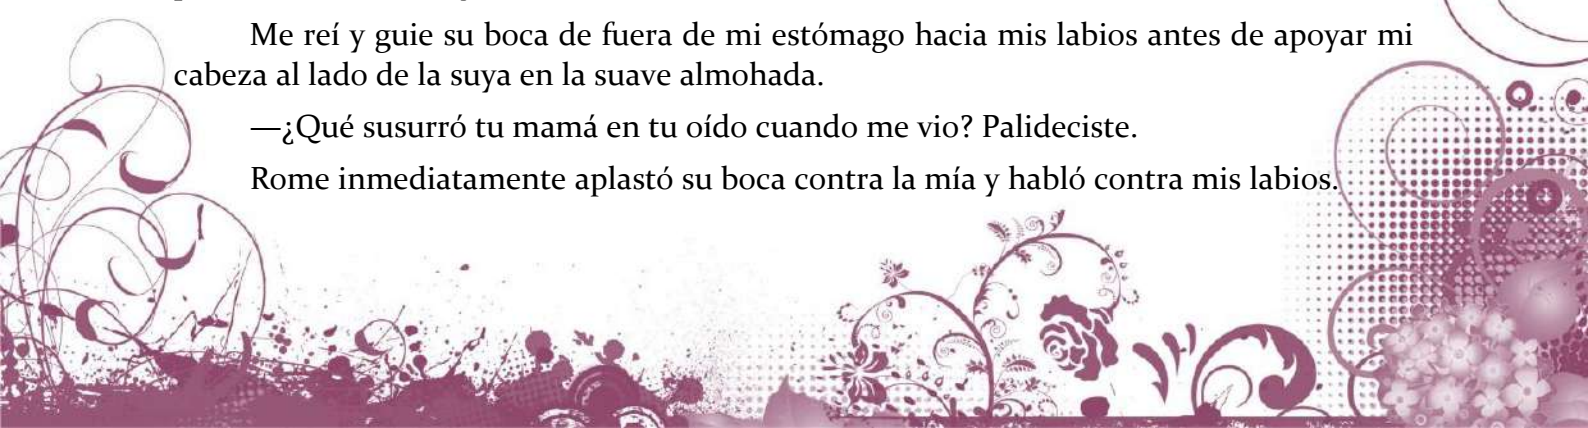 Me reí y guie su boca de fuera de mi estómago hacia mis labios antes de apoyar mi
cabeza al lado de la suya en la suave almohada.
—¿Qué susurró tu mamá en tu oído cuando me vio? Palideciste.
Rome inmediatamente aplastó su boca contra la mía y habló contra mis labios.